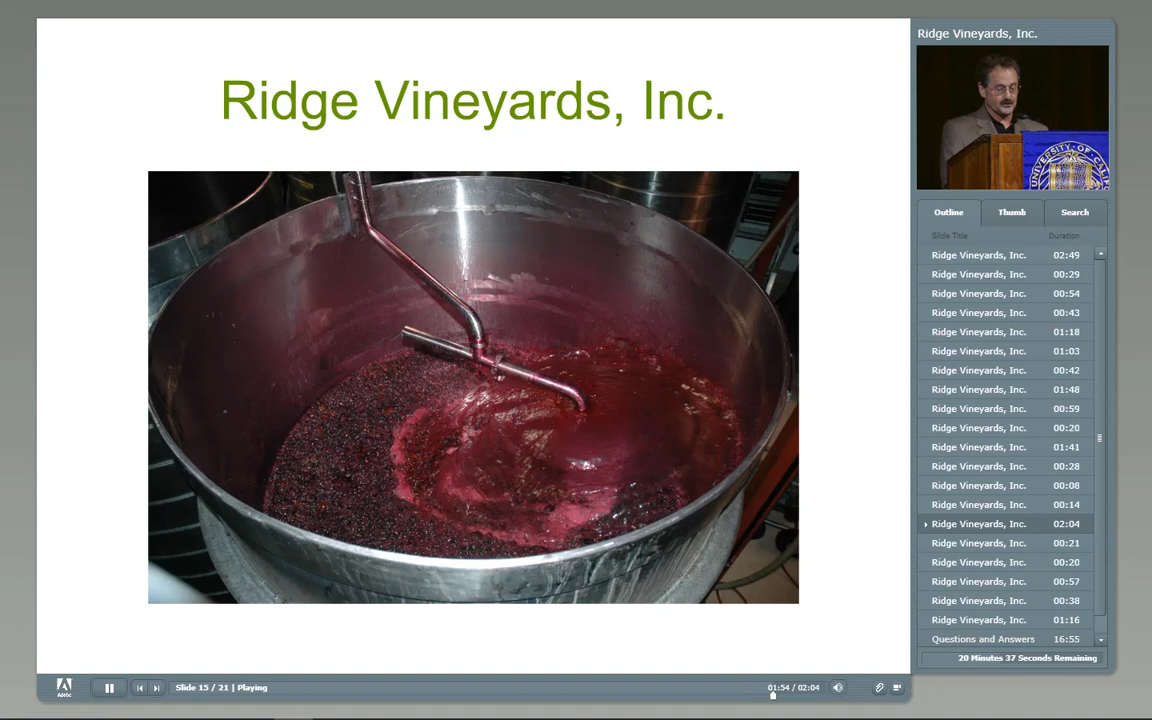 Ridge Vineyards, Inc.
Ridge Vineyards, Inc.
UNIVERSITY OF CALIF
Outline Thumb Search
Slide Title Duration
Ridge Vineyards, Inc. 02:49
Ridge Vineyards, Inc. 00:29
Ridge Vineyards, Inc. 00:54
Ridge Vineyards, Inc. 00:43
Ridge Vineyards, Inc. 01:18
Ridge Vineyards, Inc. 01:03
Ridge Vineyards, Inc. 00:42
Ridge Vineyards, Inc. 01:48
Ridge Vineyards, Inc. 00:59
Ridge Vineyards, Inc. 00:20
Ridge Vineyards, Inc. 01:41
Ridge Vineyards, Inc. 00:28
Ridge Vineyards, Inc. 00:08
Ridge Vineyards, Inc. 00:14
Ridge Vineyards, Inc. 02:04
Ridge Vineyards, Inc. 00:21
Ridge Vineyards, Inc. 00:20
Ridge Vineyards, Inc. 00:57
Ridge Vineyards, Inc. 00:38
Ridge Vineyards, Inc. 01:16
Questions and Answers 16:55
20 Minutes 37 Seconds Remaining
Adobe
Slide 15 / 21 | Playing
01:54 / 02:04